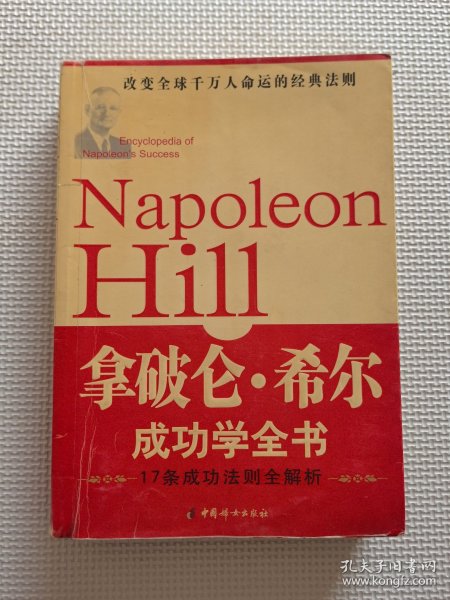 改变全球千万人命运的经典法则
Encyclopedia of
Napoleon's Success
Napoleon
Hill
拿破仑·希尔
成功学全书
17条成功法则全解析
中国妇女出版社
孔夫子旧书网
www.kongfz.com